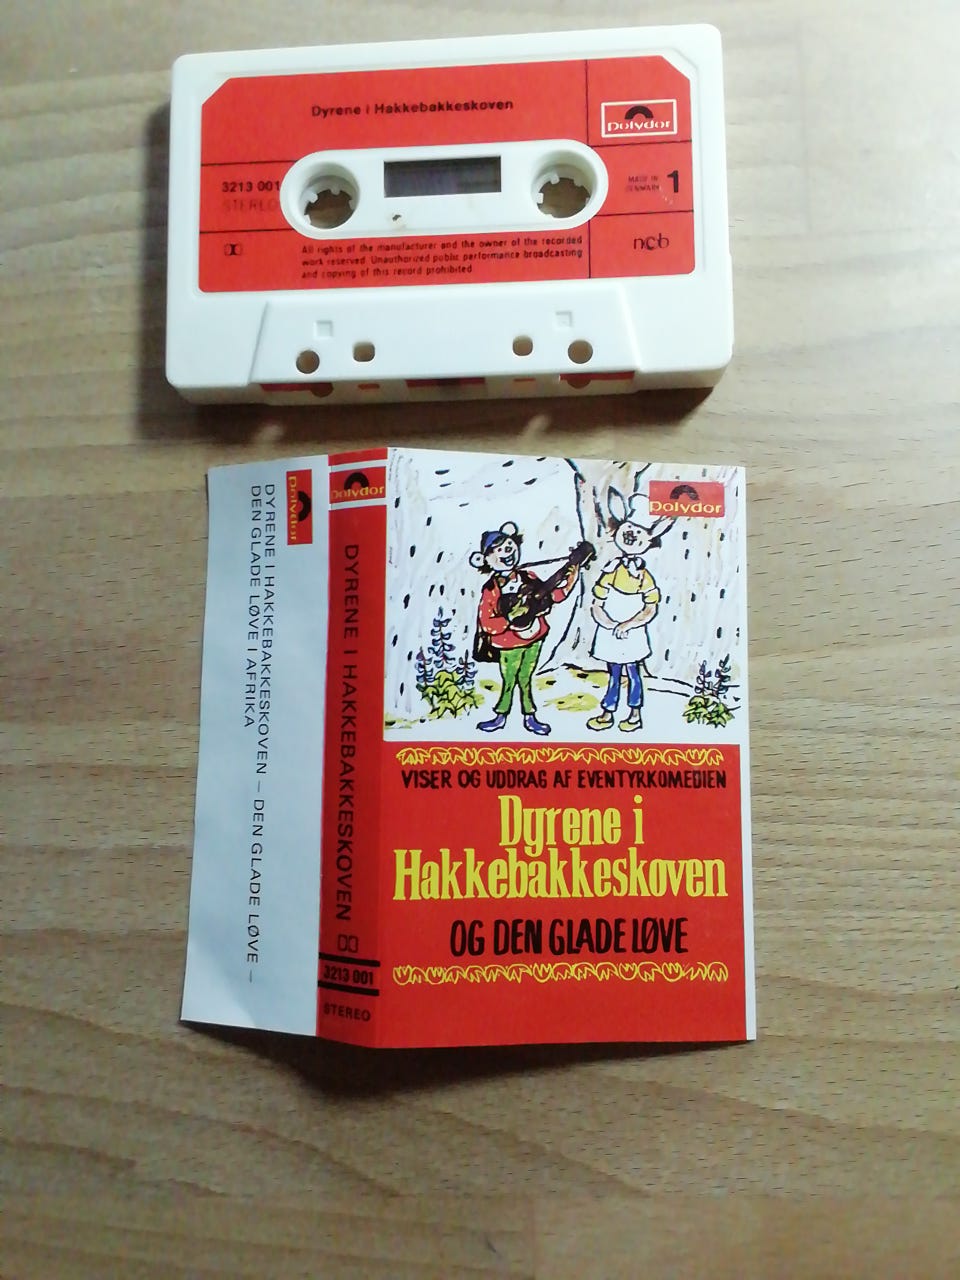 Dyrene i Hakkebakkeskoven
Polydor
3213 001
STEREO
MADE IN
DENMARK
1
All rights of the manufacturer and the owner of the recorded
work reserved. Unauthorized public performance broadcasting
and copying of this record prohibited
ncb
Polydor
DYRENE I HAKKEBAKKESKOVEN – DEN GLADE LØVE –
DEN GLADE LØVE I AFRIKA
Polydor
DYRENE I HAKKEBAKKESKOVEN
3213 001
STEREO
Polydor
VISER OG UDDRAG AF EVENTYRKOMEDIEN
Dyrene i
Hakkebakkeskoven
OG DEN GLADE LØVE